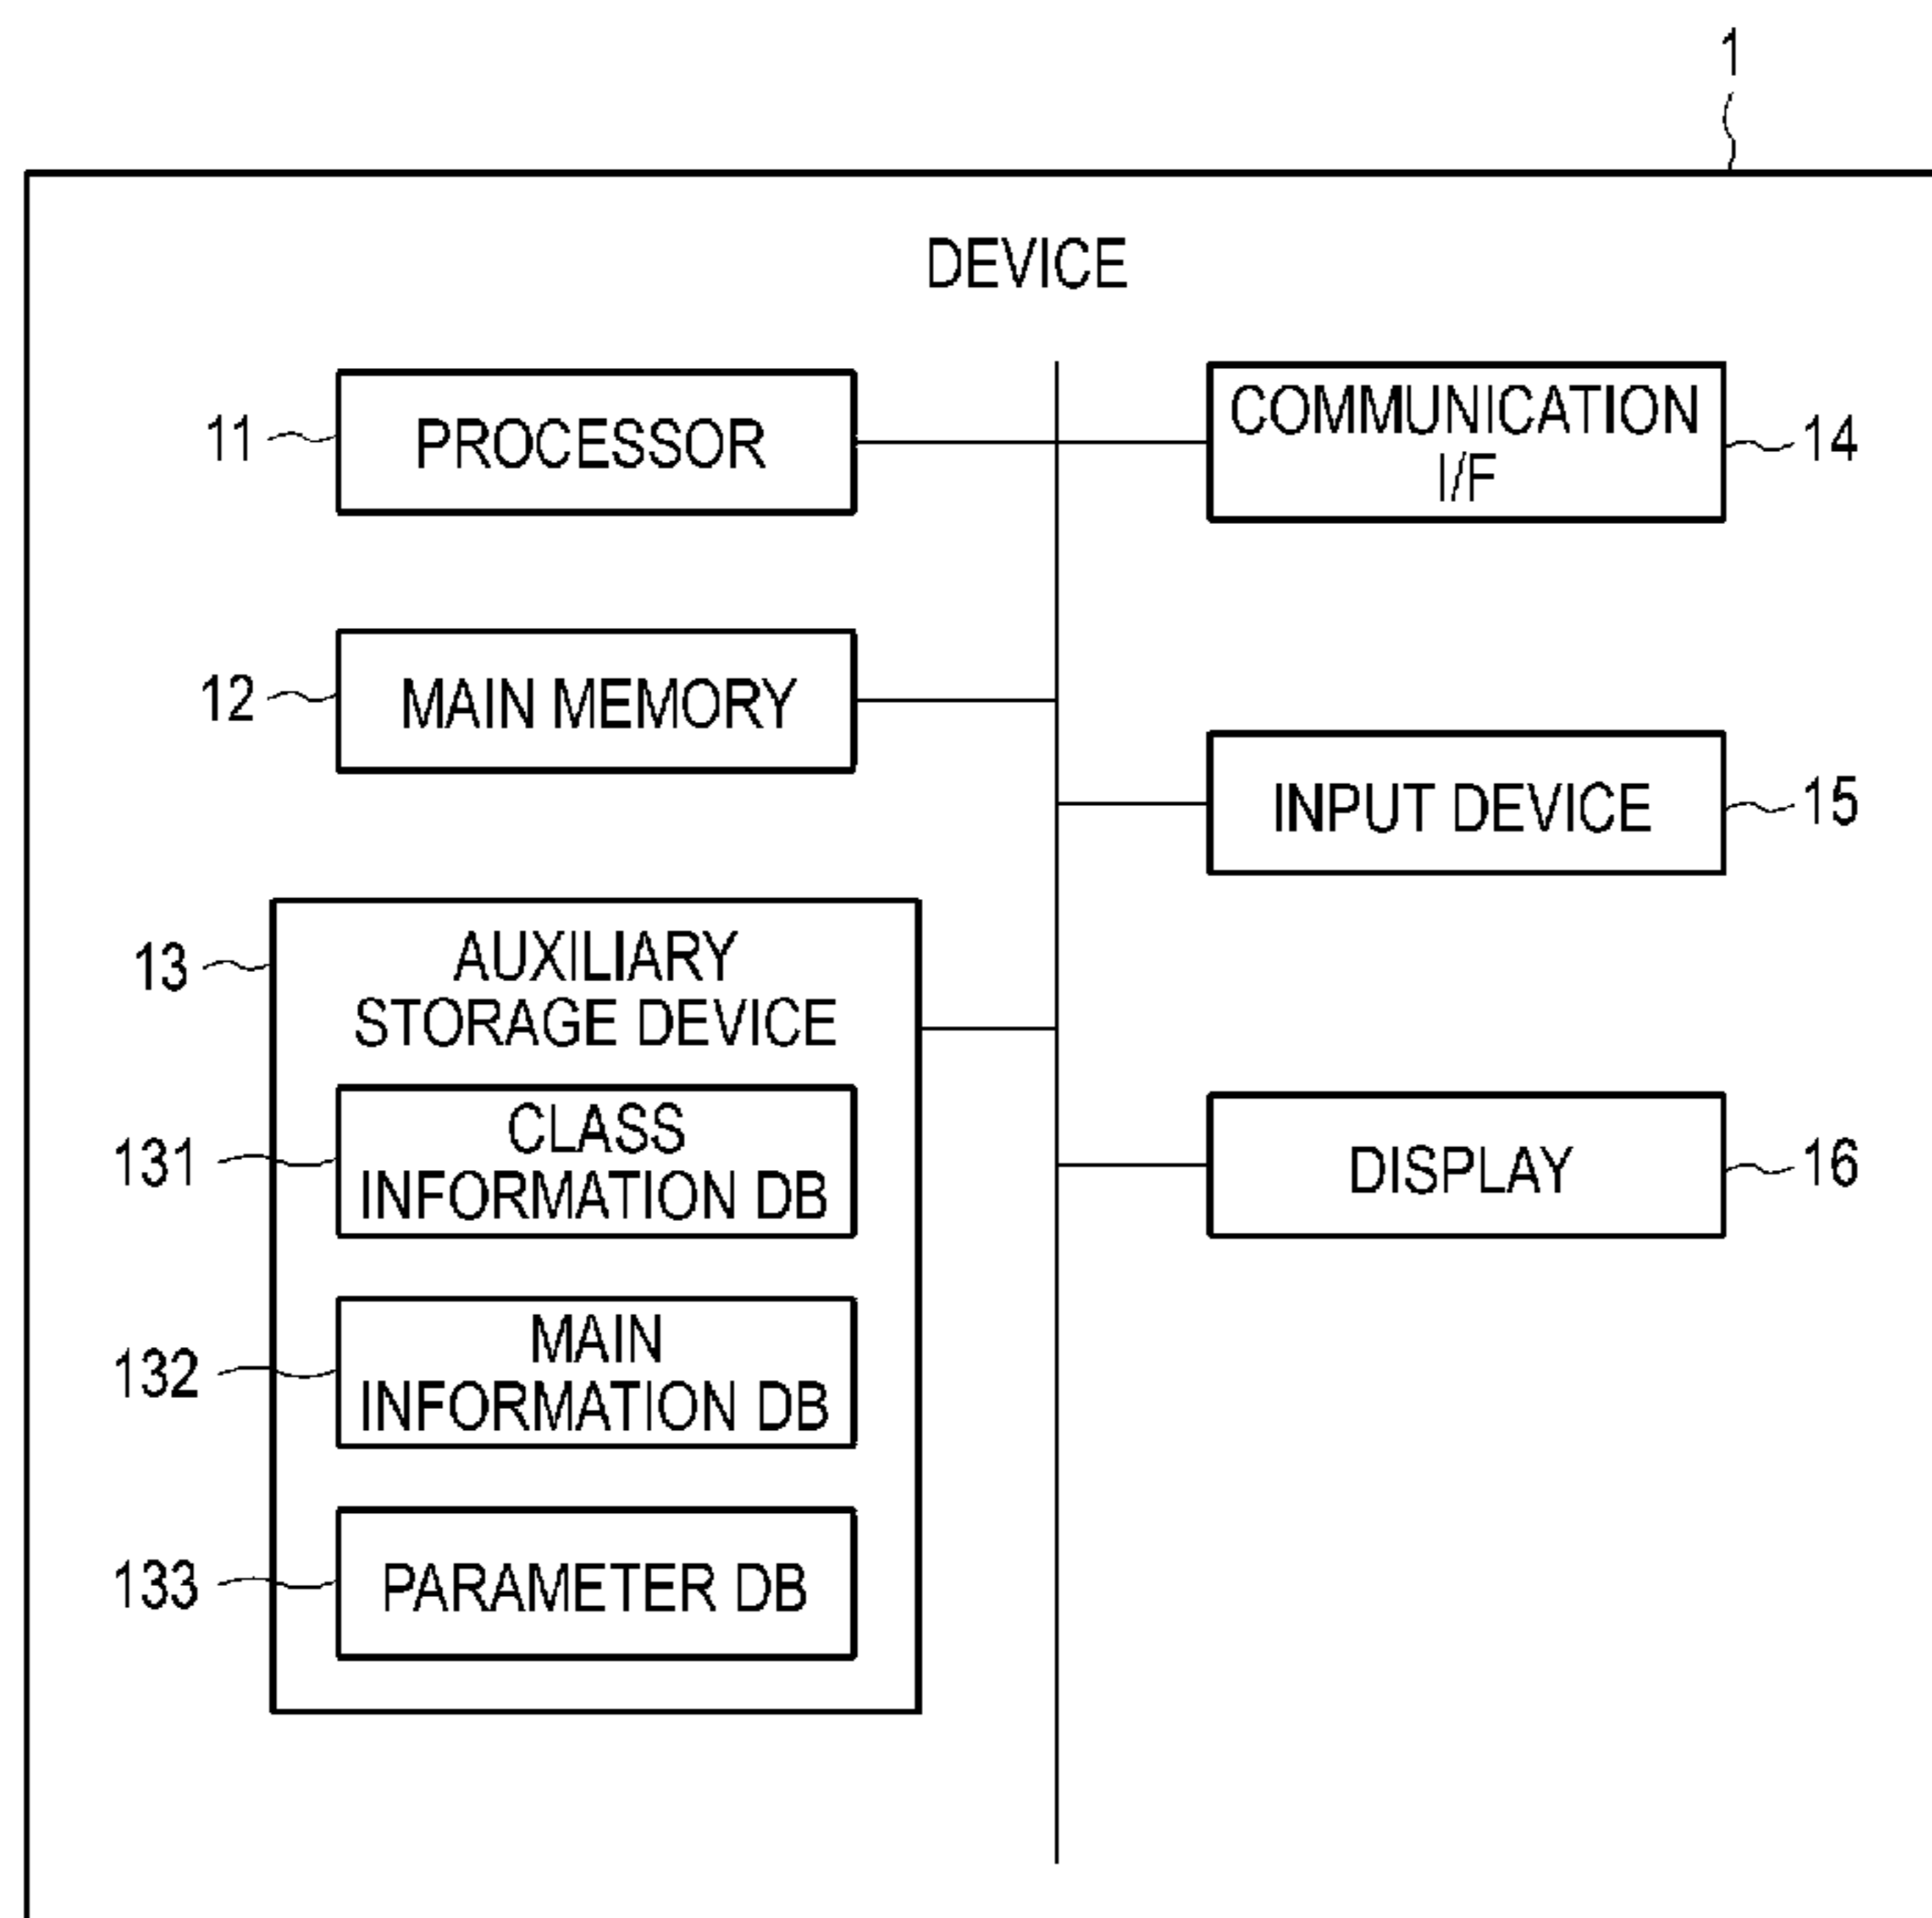 1
DEVICE
11
PROCESSOR
COMMUNICATION
I/F
14
12
MAIN MEMORY
INPUT DEVICE
15
13
AUXILIARY
STORAGE DEVICE
131
CLASS
INFORMATION DB
DISPLAY
16
132
MAIN
INFORMATION DB
133
PARAMETER DB